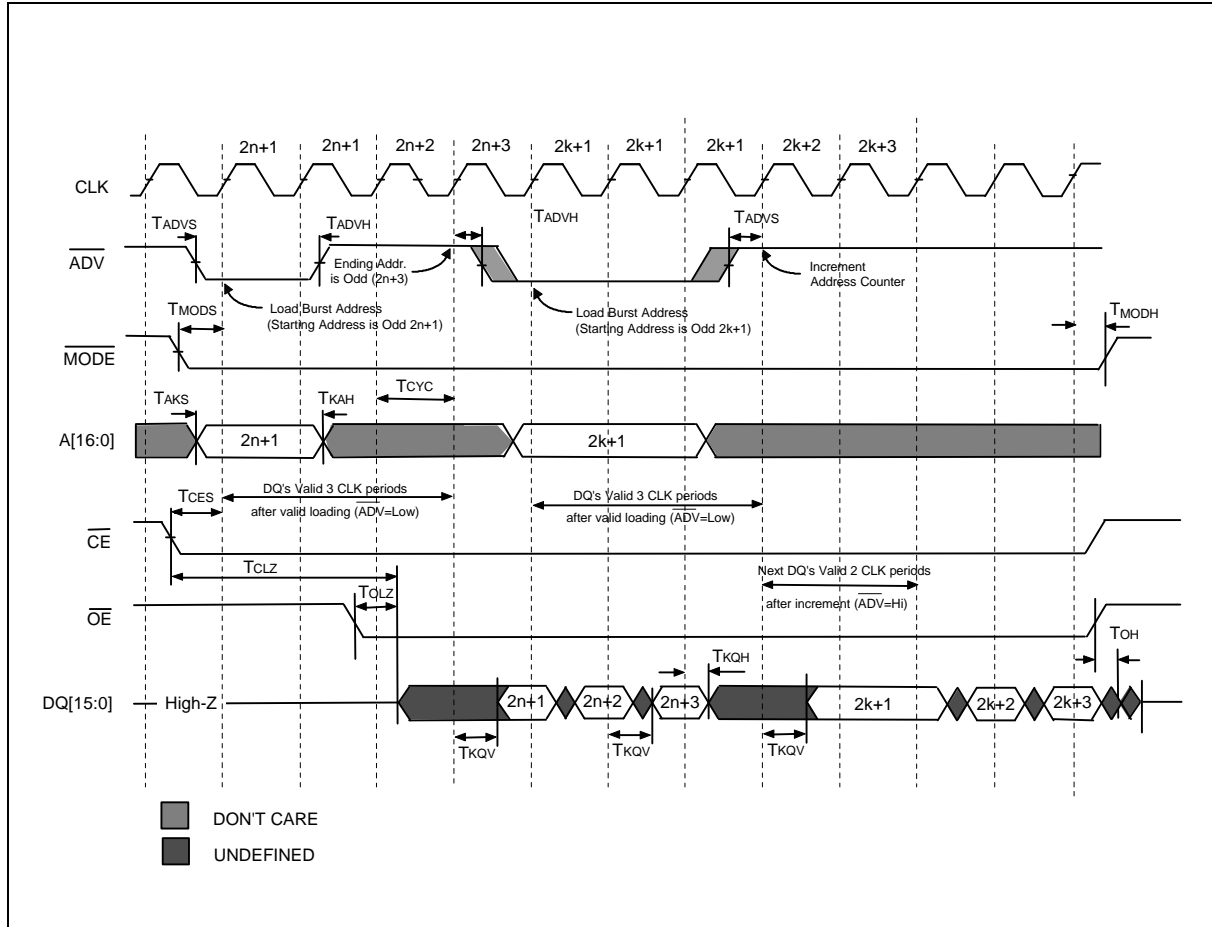 2n+1 2n+1 2n+2 2n+3 2k+1 2k+1 2k+1 2k+2 2k+3
CLK
TADVS TADVH TADVH TADVS
ADV
Ending Addr.
is Odd (2n+3)
Increment
Address Counter
Load Burst Address
(Starting Address is Odd 2n+1)
Load Burst Address
(Starting Address is Odd 2k+1)
TMODS TMODH
MODE
TCYC
TAKS TKAH
A[16:0] 2n+1 2k+1
TCES
DQ's Valid 3 CLK periods
after valid loading (ADV=Low)
DQ's Valid 3 CLK periods
after valid loading (ADV=Low)
CE
TCLZ
Next DQ's Valid 2 CLK periods
after increment (ADV=Hi)
TOLZ
OE
TOH
TKQH
DQ[15:0] High-Z 2n+1 2n+2 2n+3 2k+1 2k+2 2k+3
TKQV TKQV TKQV
DON'T CARE
UNDEFINED